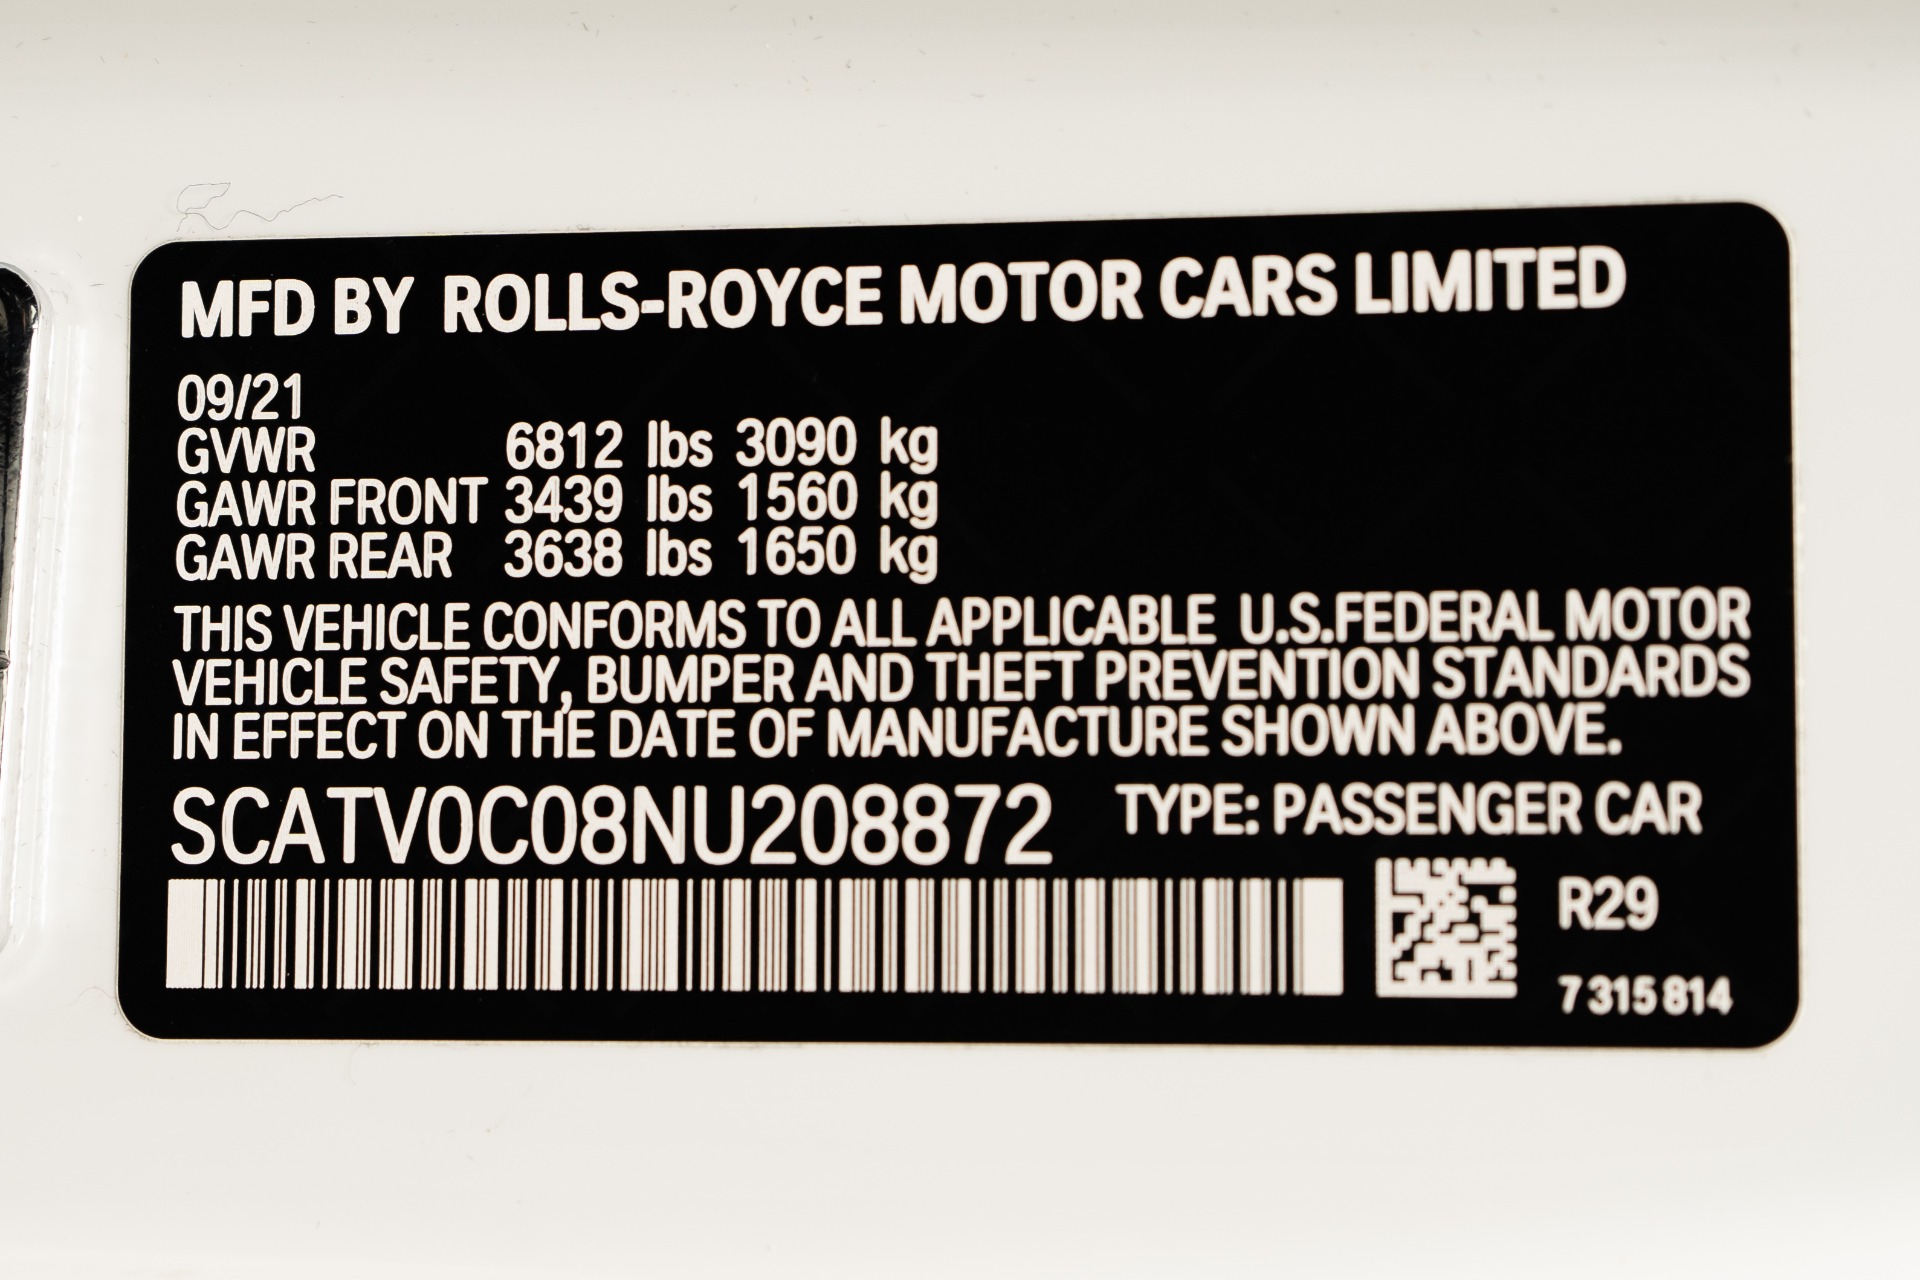 MFD BY ROLLS-ROYCE MOTOR CARS LIMITED
09/21
GVWR 6812 lbs 3090 kg
GAWR FRONT 3439 lbs 1560 kg
GAWR REAR 3638 lbs 1650 kg
THIS VEHICLE CONFORMS TO ALL APPLICABLE U.S.FEDERAL MOTOR
VEHICLE SAFETY, BUMPER AND THEFT PREVENTION STANDARDS
IN EFFECT ON THE DATE OF MANUFACTURE SHOWN ABOVE.
SCATV0C08NU208872 TYPE: PASSENGER CAR
R29
7 315 814